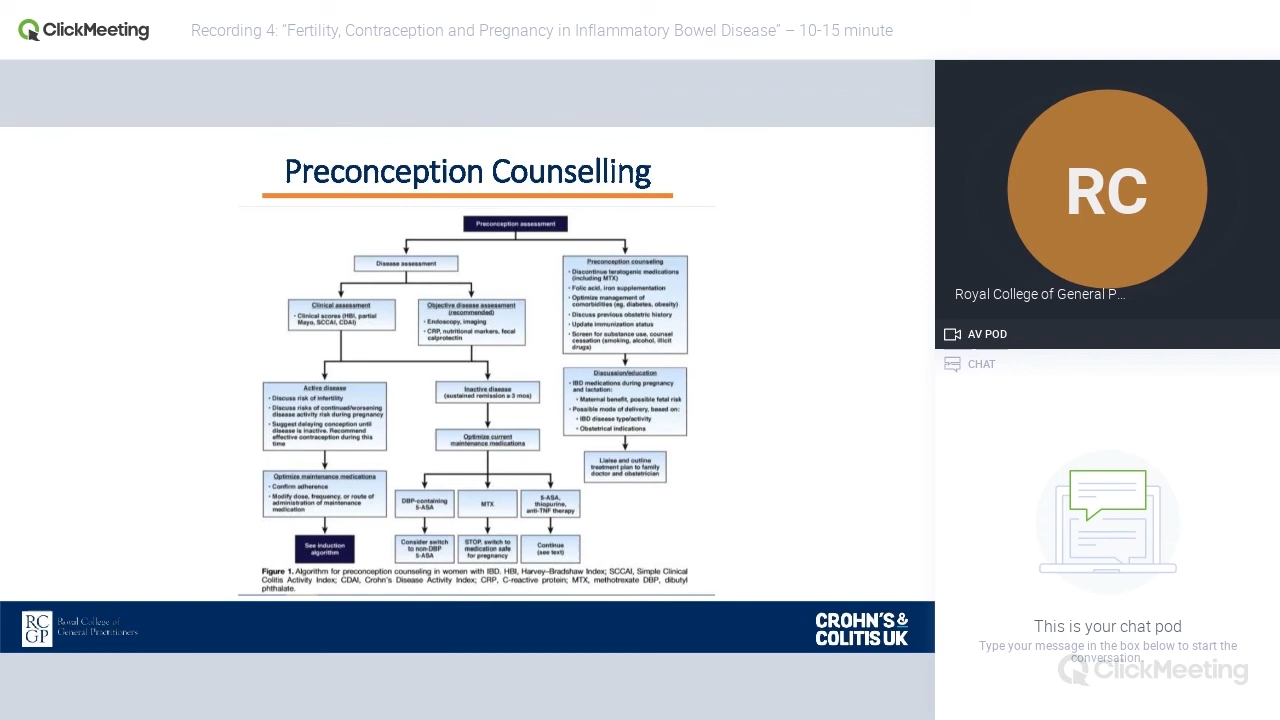 ClickMeeting
Recording 4: "Fertility, Contraception and Pregnancy in Inflammatory Bowel Disease" – 10-15 minute
Preconception Counselling
Preconception assessment
Disease assessment
Clinical assessment
• Clinical scores (HBI, partial
Mayo, SCCAI, CDAI)
Objective disease assessment
(recommended)
• Endoscopy, imaging
• CRP, nutritional markers, fecal
calprotectin
Preconception counseling
• Discontinue teratogenic medications
(including MTX)
• Folic acid, iron supplementation
• Optimize management of
comorbidities (eg, diabetes, obesity)
• Discuss previous obstetric history
• Update immunization status
• Screen for substance use, counsel
cessation (smoking, alcohol, illicit
drugs)
Active disease
• Discuss risk of infertility
• Discuss risks of continued/worsening
disease activity risk during pregnancy
• Suggest delaying conception until
disease is inactive. Recommend
effective contraception during this
time
Inactive disease
(sustained remission ≥ 3 mos)
Discussion/education
• IBD medications during pregnancy
and lactation:
• Maternal benefit, possible fetal risk
• Possible mode of delivery, based on:
• IBD disease type/activity
• Obstetrical indications
Optimize current
maintenance medications
Liaise and outline
treatment plan to family
doctor and obstetrician
Optimize maintenance medications
• Confirm adherence
• Modify dose, frequency, or route of
administration of maintenance
medication
DBP-containing
5-ASA
MTX
5-ASA,
thiopurine,
anti-TNF therapy
See induction
algorithm
Consider switch
to non-DBP
5-ASA
STOP, switch to
medication safe
for pregnancy
Continue
(see text)
Figure 1. Algorithm for preconception counseling in women with IBD. HBI, Harvey–Bradshaw Index; SCCAI, Simple Clinical
Colitis Activity Index; CDAI, Crohn's Disease Activity Index; CRP, C-reactive protein; MTX, methotrexate DBP, dibutyl
phthalate.
RC
GP
Royal College of
General Practitioners
CROHN'S &
COLITIS UK
RC
Royal College of General P...
AV POD
CHAT
This is your chat pod
Type your message in the box below to start the
conversation.
ClickMeeting